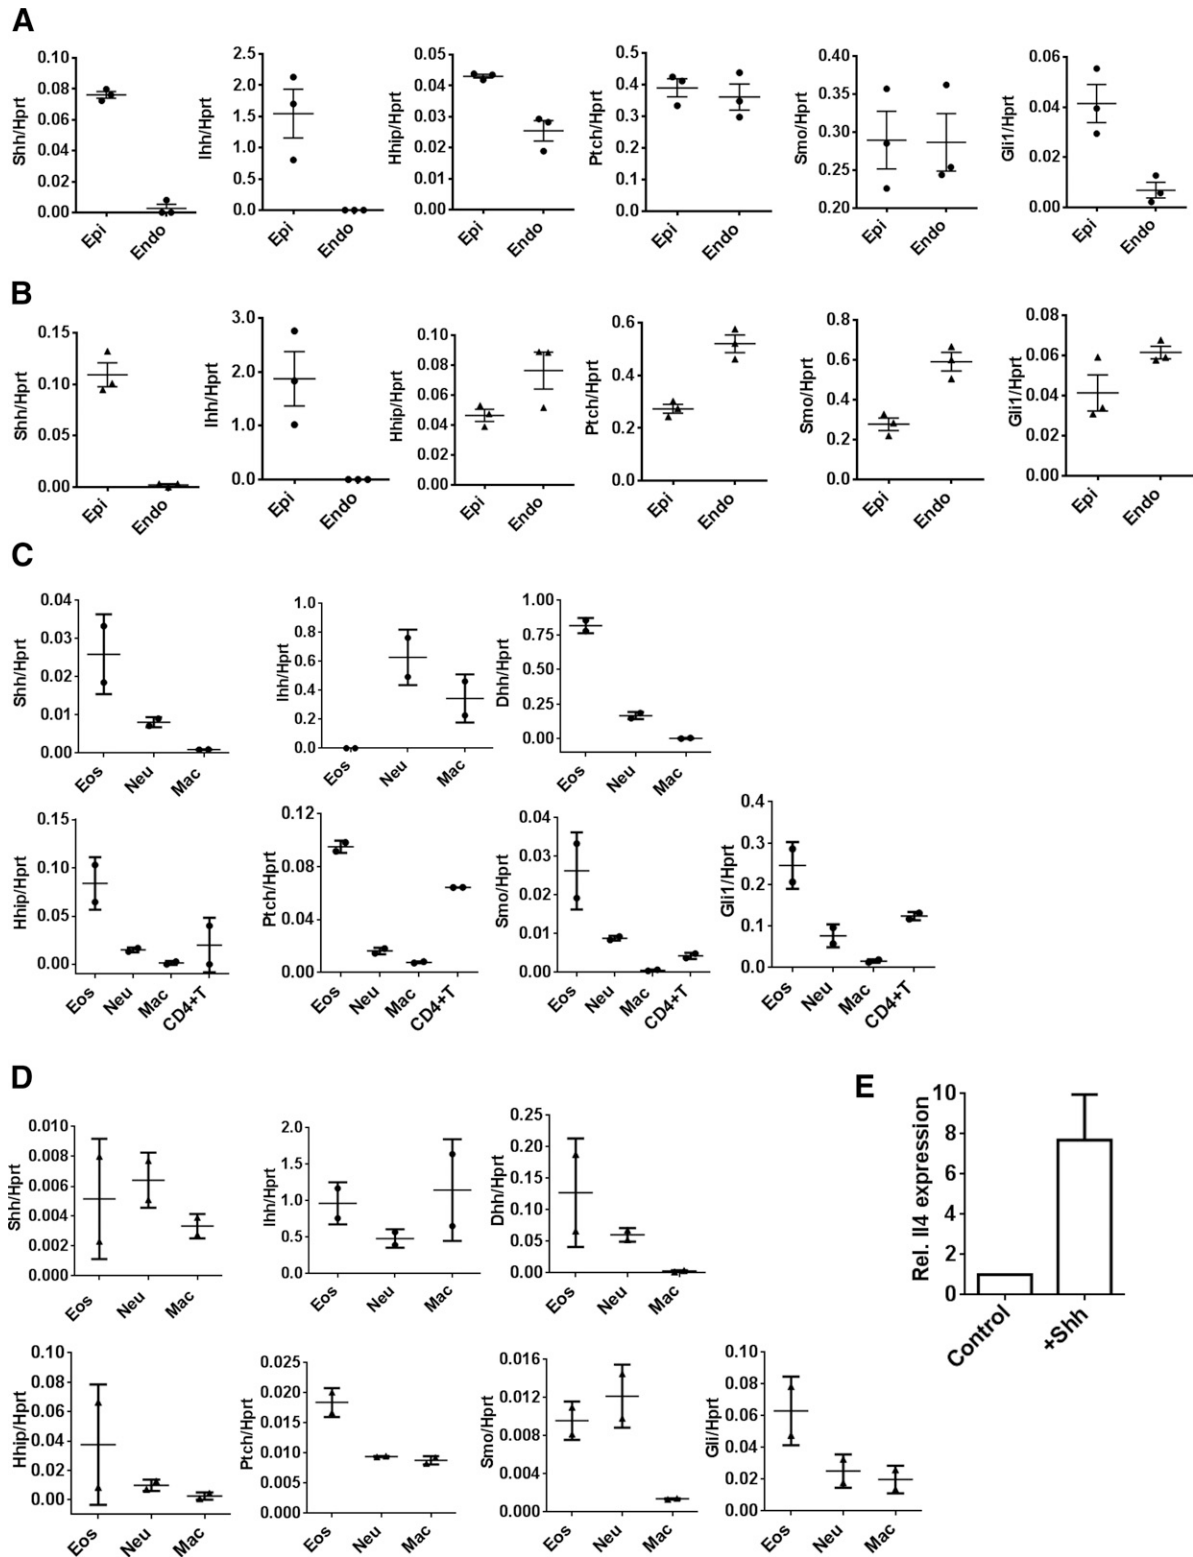 A
Shh/Hprt
0.10
0.08
0.06
0.04
0.02
0.00
Epi
Endo
Ihh/Hprt
2.5
2.0
1.5
1.0
0.5
0.0
Epi
Endo
Hhip/Hprt
0.05
0.04
0.03
0.02
0.01
0.00
Epi
Endo
Ptch/Hprt
0.5
0.4
0.3
0.2
0.1
0.0
Epi
Endo
Smo/Hprt
0.40
0.35
0.30
0.25
0.20
Epi
Endo
Gli1/Hprt
0.06
0.04
0.02
0.00
Epi
Endo
B
Shh/Hprt
0.15
0.10
0.05
0.00
Epi
Endo
Ihh/Hprt
3.0
2.0
1.0
0.0
Epi
Endo
Hhip/Hprt
0.10
0.08
0.06
0.04
0.02
0.00
Epi
Endo
Ptch/Hprt
0.6
0.4
0.2
0.0
Epi
Endo
Smo/Hprt
0.8
0.6
0.4
0.2
0.0
Epi
Endo
Gli1/Hprt
0.08
0.06
0.04
0.02
0.00
Epi
Endo
C
Shh/Hprt
0.04
0.03
0.02
0.01
0.00
Eos
Neu
Mac
Ihh/Hprt
1.0
0.8
0.6
0.4
0.2
0.0
Eos
Neu
Mac
Dhh/Hprt
1.00
0.75
0.50
0.25
0.00
Eos
Neu
Mac
Hhip/Hprt
0.15
0.10
0.05
0.00
Eos
Neu
Mac
CD4+T
Ptch/Hprt
0.12
0.08
0.04
0.00
Eos
Neu
Mac
CD4+T
Smo/Hprt
0.04
0.03
0.02
0.01
0.00
Eos
Neu
Mac
CD4+T
Gli1/Hprt
0.4
0.3
0.2
0.1
0.0
Eos
Neu
Mac
CD4+T
D
Shh/Hprt
0.010
0.008
0.006
0.004
0.002
0.000
Eos
Neu
Mac
Ihh/Hprt
2.0
1.5
1.0
0.5
0.0
Eos
Neu
Mac
Dhh/Hprt
0.25
0.20
0.15
0.10
0.05
0.00
Eos
Neu
Mac
E
Rel. Il4 expression
10
8
6
4
2
0
Control
+Shh
Hhip/Hprt
0.10
0.08
0.06
0.04
0.02
0.00
Eos
Neu
Mac
Ptch/Hprt
0.025
0.020
0.015
0.010
0.005
0.000
Eos
Neu
Mac
Smo/Hprt
0.016
0.012
0.008
0.004
0.000
Eos
Neu
Mac
Gli/Hprt
0.10
0.08
0.06
0.04
0.02
0.00
Eos
Neu
Mac